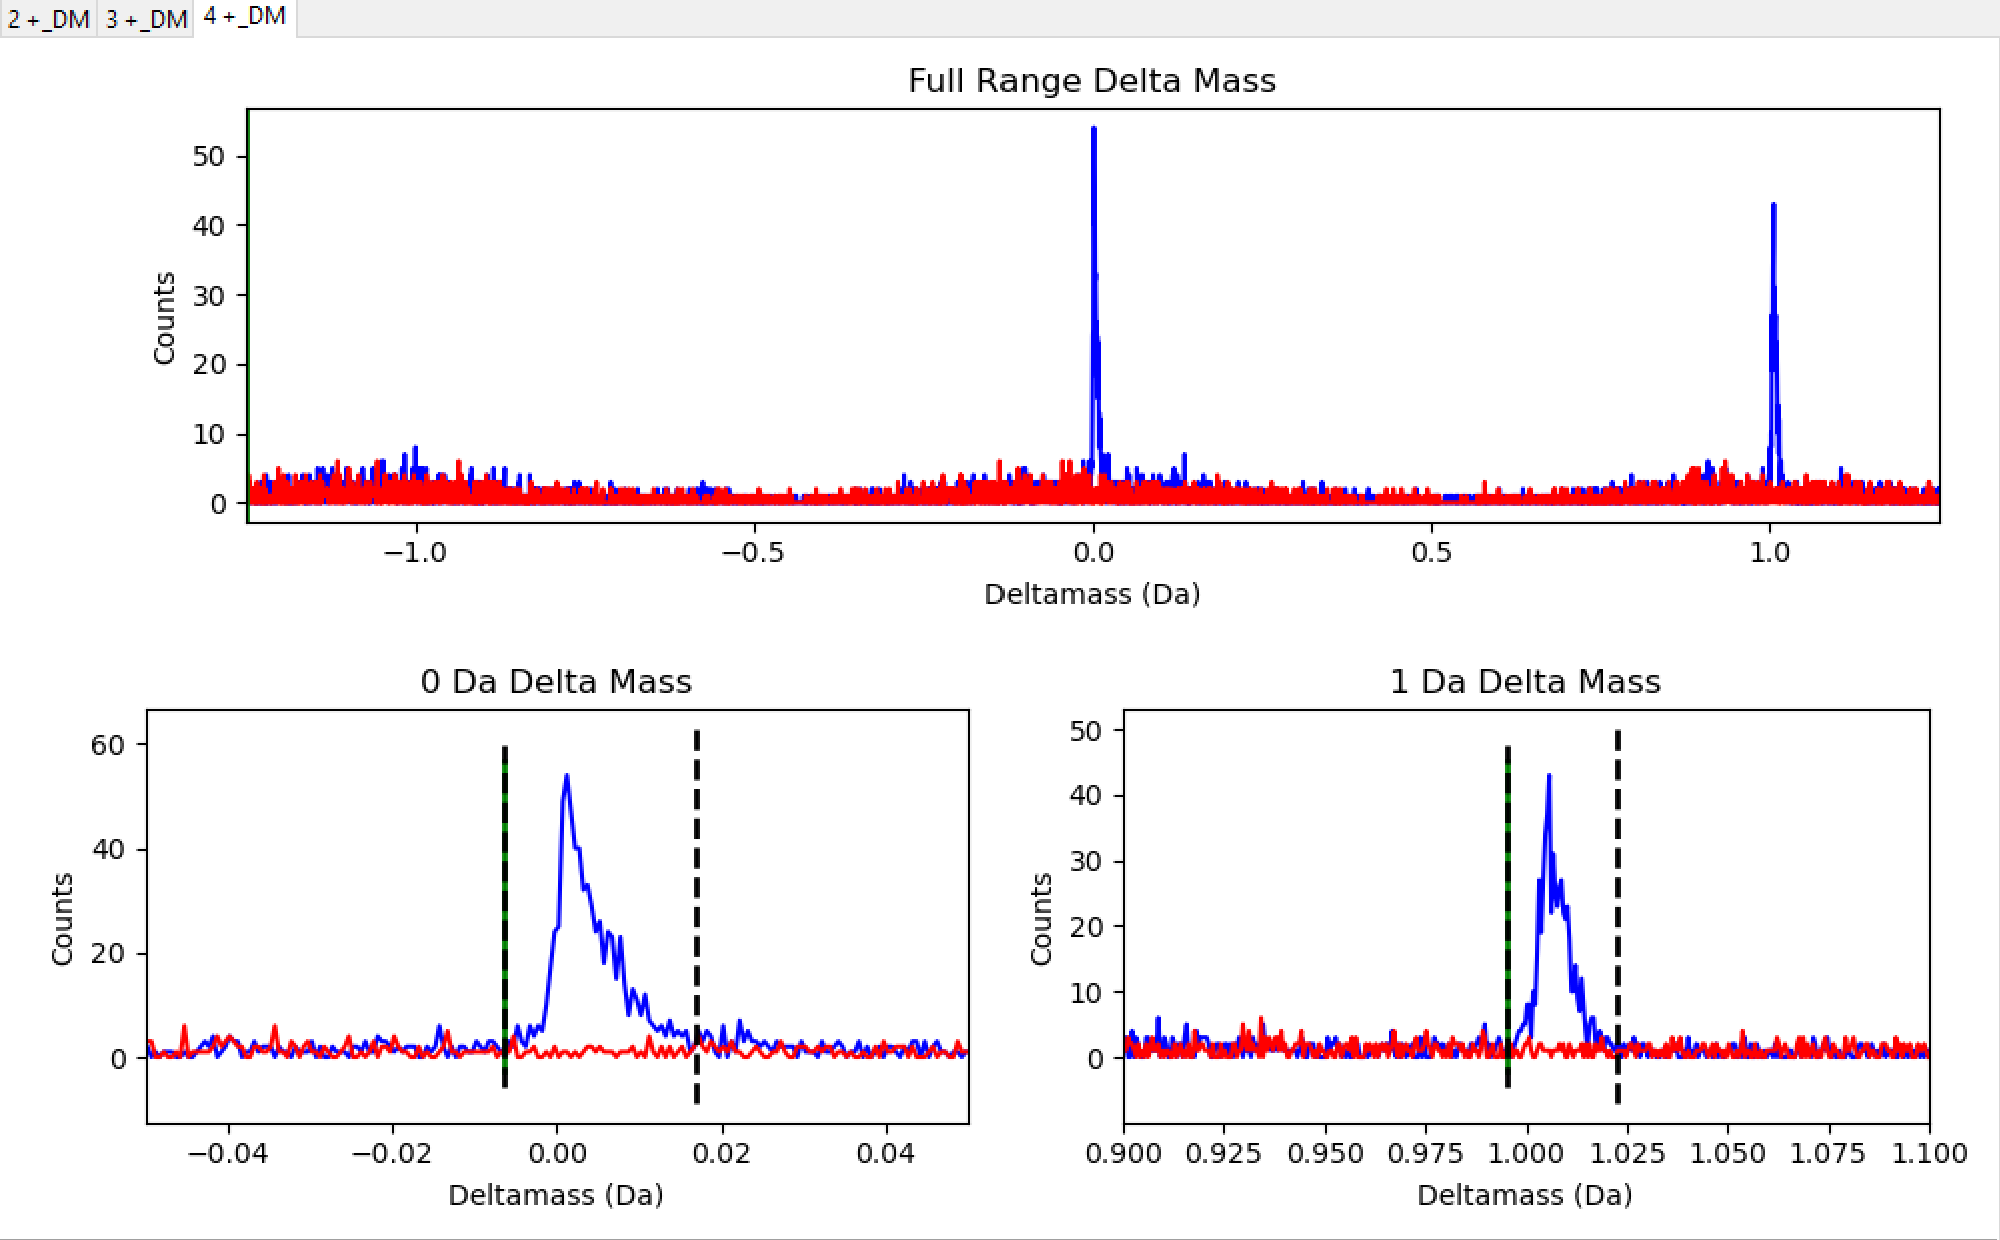 2 +_DM 3 +_DM 4 +_DM
Full Range Delta Mass
50
40
30
20
10
0
Counts
−1.0 −0.5 0.0 0.5 1.0
Deltamass (Da)
0 Da Delta Mass
60
40
20
0
Counts
−0.04 −0.02 0.00 0.02 0.04
Deltamass (Da)
1 Da Delta Mass
50
40
30
20
10
0
Counts
0.900 0.925 0.950 0.975 1.000 1.025 1.050 1.075 1.100
Deltamass (Da)